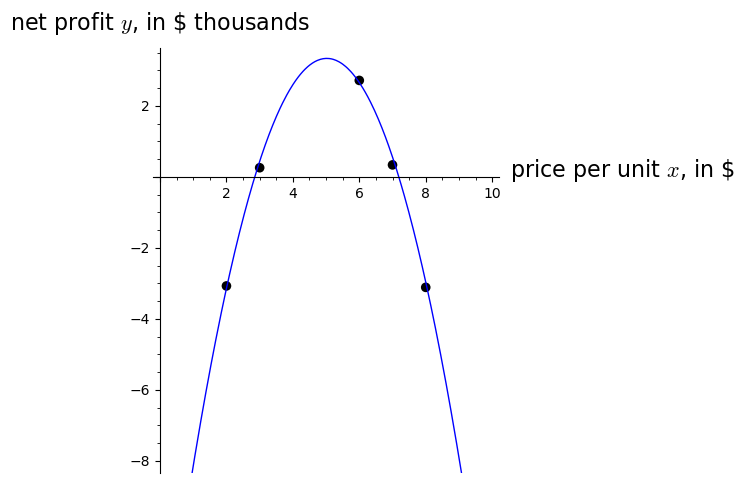 net profit y, in $ thousands
2
price per unit x, in $
2 4 6 8 10
−2
−4
−6
−8